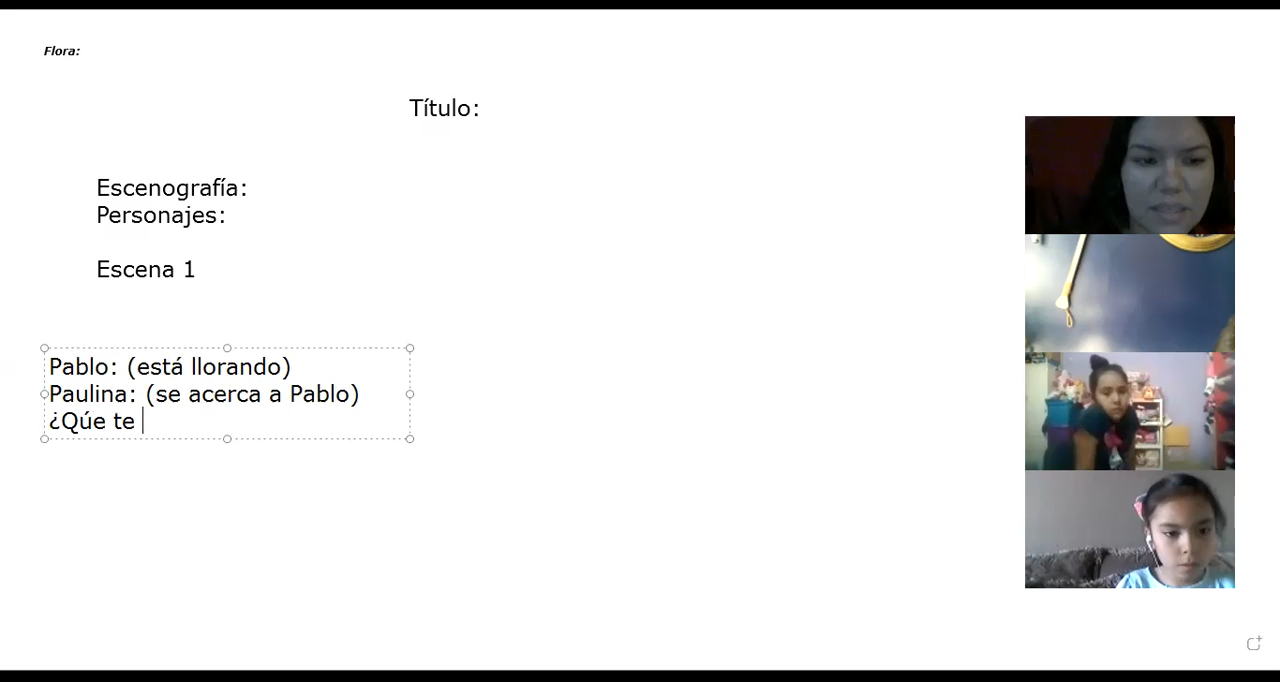 Flora:
Título:
Escenografía:
Personajes:
Escena 1
Pablo: (está llorando)
Paulina: (se acerca a Pablo)
¿Qúe te